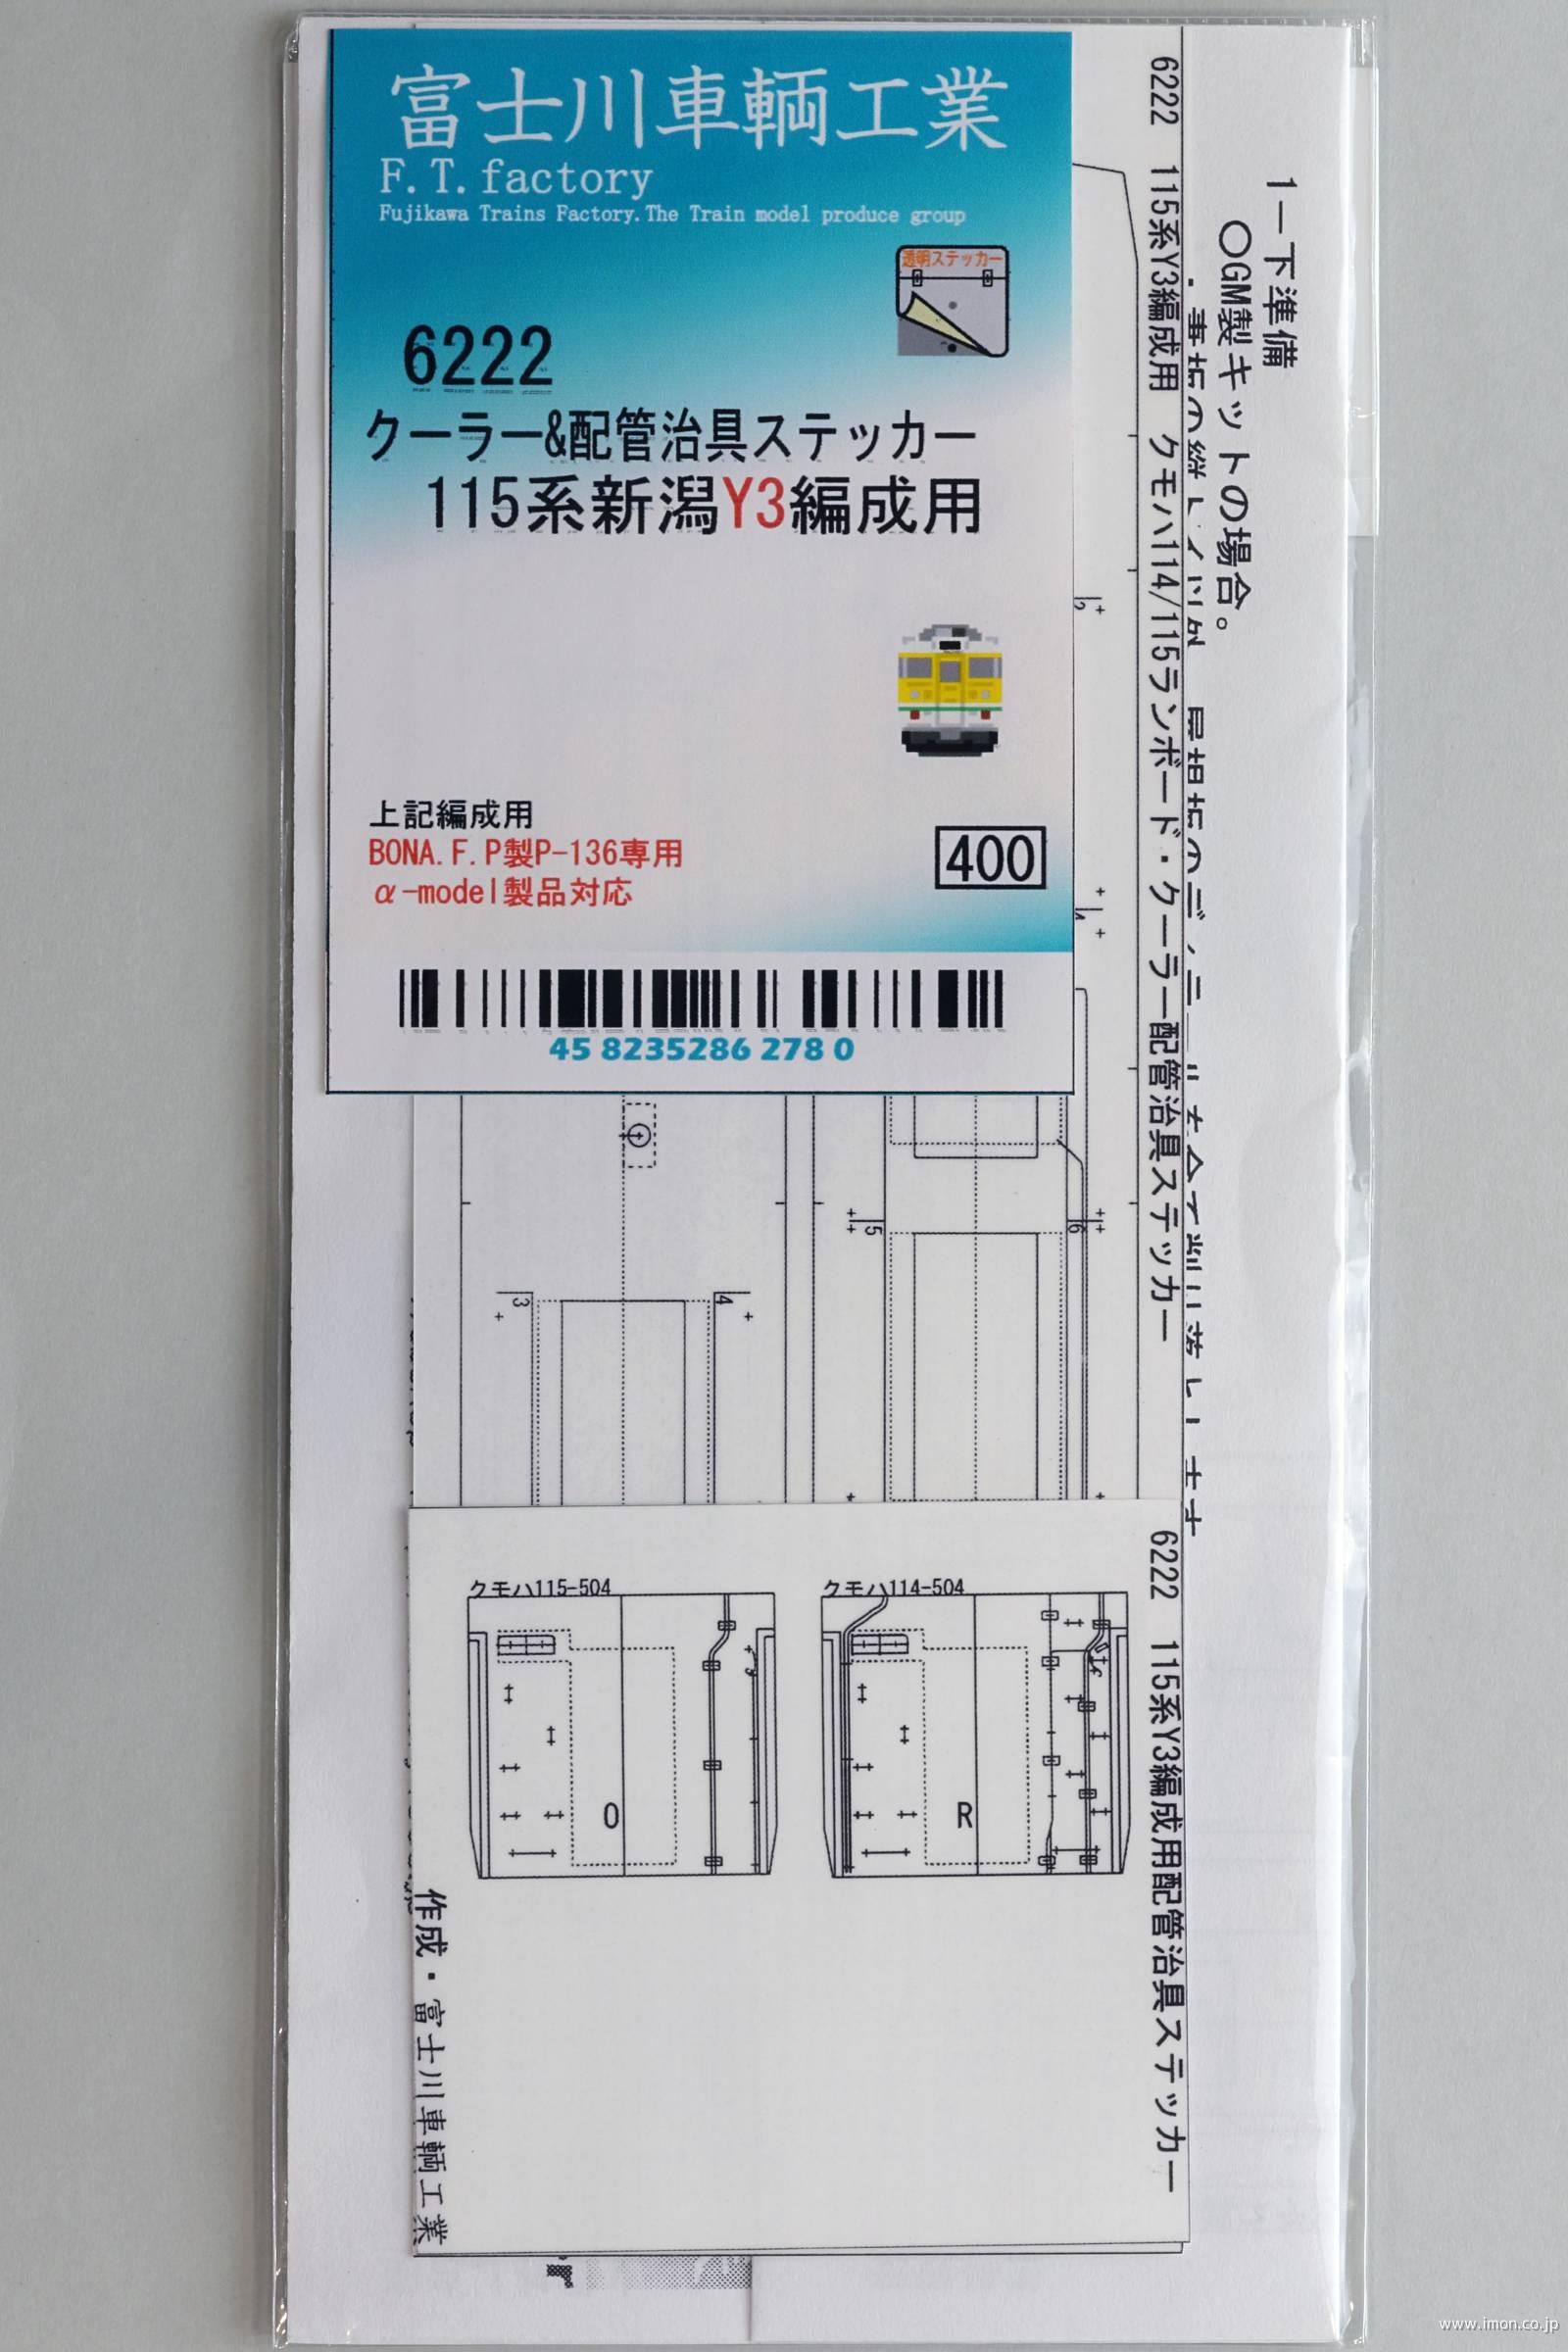 富士川車輌工業
F.T.factory
Fujikawa Trains Factory.The Train model produce group
透明ステッカー
6222
クーラー&配管治具ステッカー
115系新潟Y3編成用
上記編成用
BONA.F.P製P-136専用
α-model製品対応
400
45 8235286 278 0
1ー下準備
〇GM製キットの場合。
6222 115系Y3編成用 クモハ114/115ランボード・クーラー配管治具ステッカー
2
4
5
6
3
4
6222 115系Y3編成用配管治具ステッカー
クモハ115-504
クモハ114-504
O
R
作成・富士川車輌工業
www.imon.co.jp